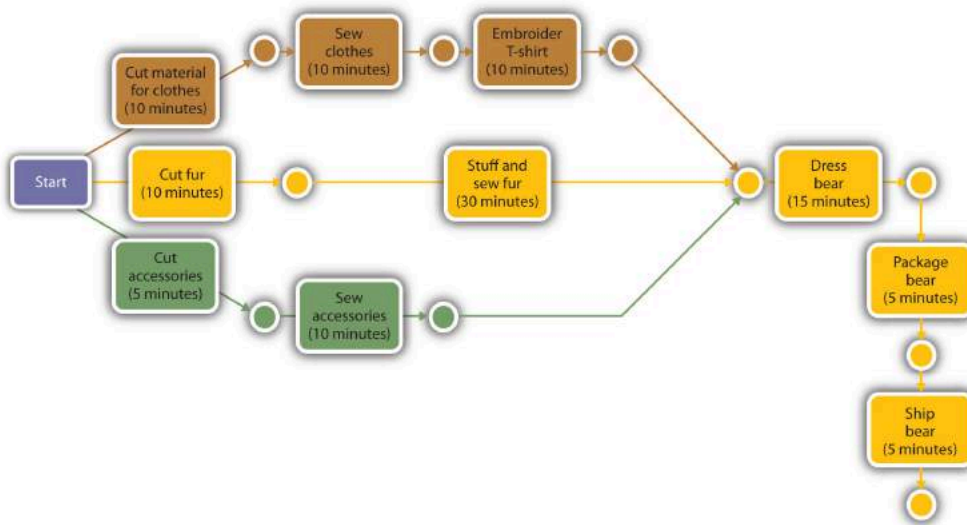 Sew
clothes
(10 minutes)
Embroider
T-shirt
(10 minutes)
Cut material
for clothes
(10 minutes)
Start
Cut fur
(10 minutes)
Stuff and
sew fur
(30 minutes)
Dress
bear
(15 minutes)
Cut
accessories
(5 minutes)
Sew
accessories
(10 minutes)
Package
bear
(5 minutes)
Ship
bear
(5 minutes)